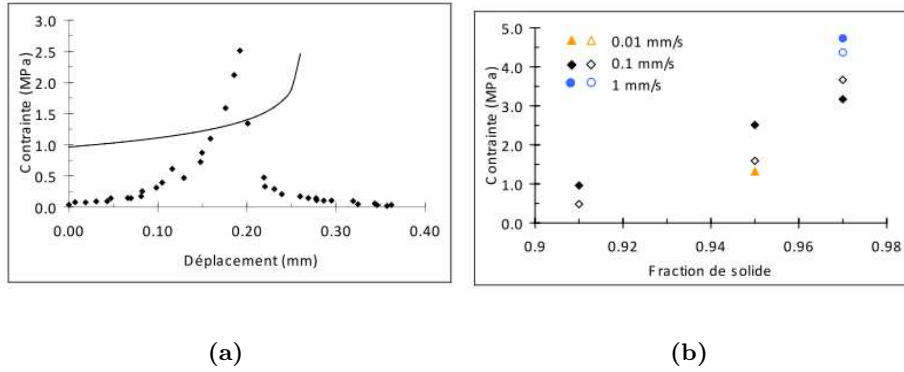 3.0
2.5
2.0
1.5
1.0
0.5
0.0
0.00 0.10 0.20 0.30 0.40
Contrainte (MPa)
Déplacement (mm)
(a)
5.0
4.0
3.0
2.0
1.0
0.0
0.9 0.92 0.94 0.96 0.98
Contrainte (MPa)
Fraction de solide
0.01 mm/s
0.1 mm/s
1 mm/s
(b)